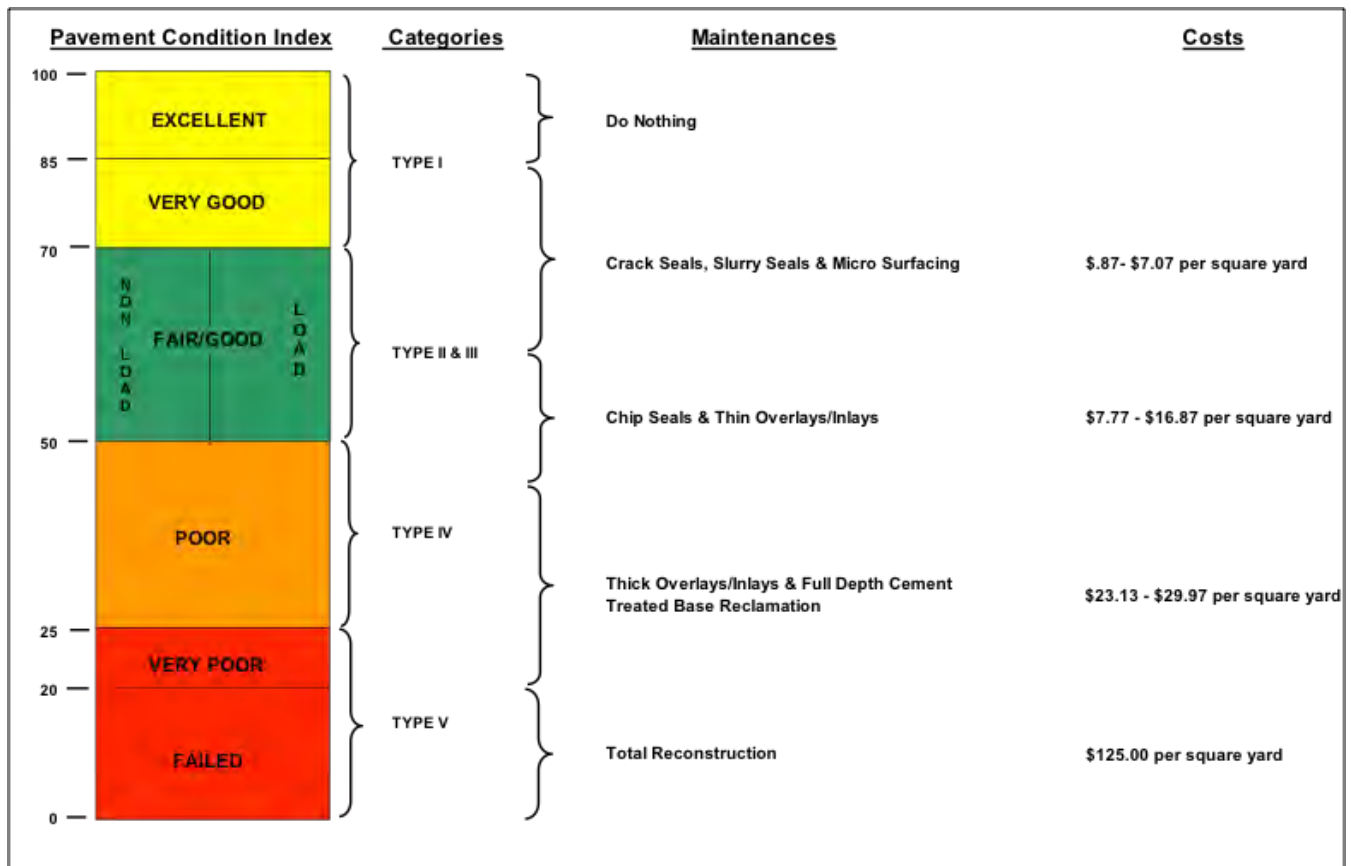 Pavement Condition Index
Categories
Maintenances
Costs
100
EXCELLENT
Do Nothing
85
TYPE I
VERY GOOD
70
Crack Seals, Slurry Seals & Micro Surfacing
$.87- $7.07 per square yard
NON LOAD
FAIR/GOOD
LOAD
TYPE II & III
Chip Seals & Thin Overlays/Inlays
$7.77 - $16.87 per square yard
50
POOR
TYPE IV
Thick Overlays/Inlays & Full Depth Cement
Treated Base Reclamation
$23.13 - $29.97 per square yard
25
VERY POOR
20
TYPE V
FAILED
Total Reconstruction
$125.00 per square yard
0